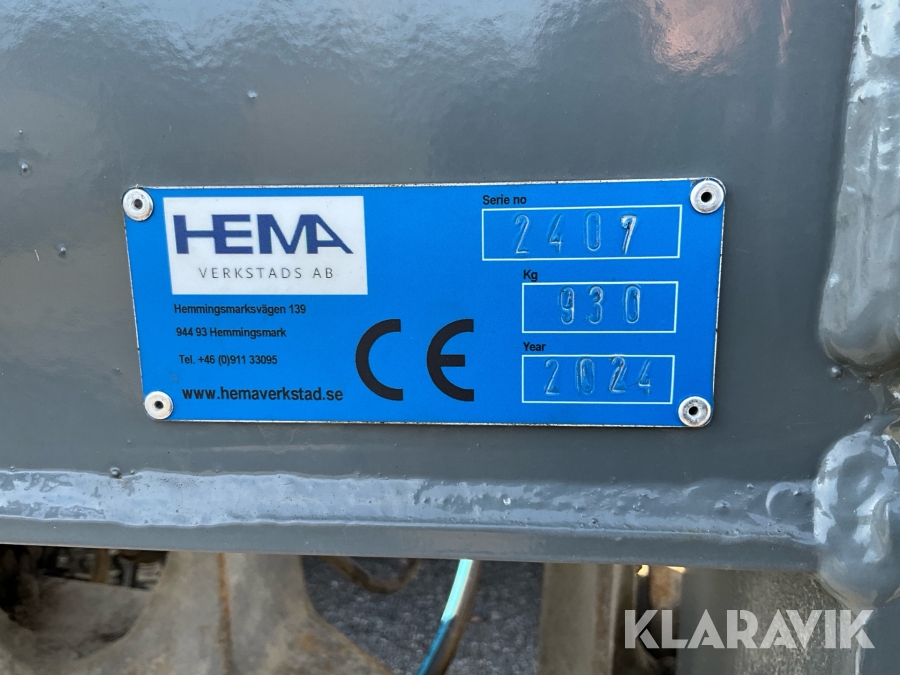 HEMA
VERKSTADS AB
Hemmingsmarksvägen 139
944 93 Hemmingsmark
Tel. +46 (0)911 33095
www.hemaverkstad.se
CE
Serie no
2407
Kg
930
Year
2024
KLARAVIK